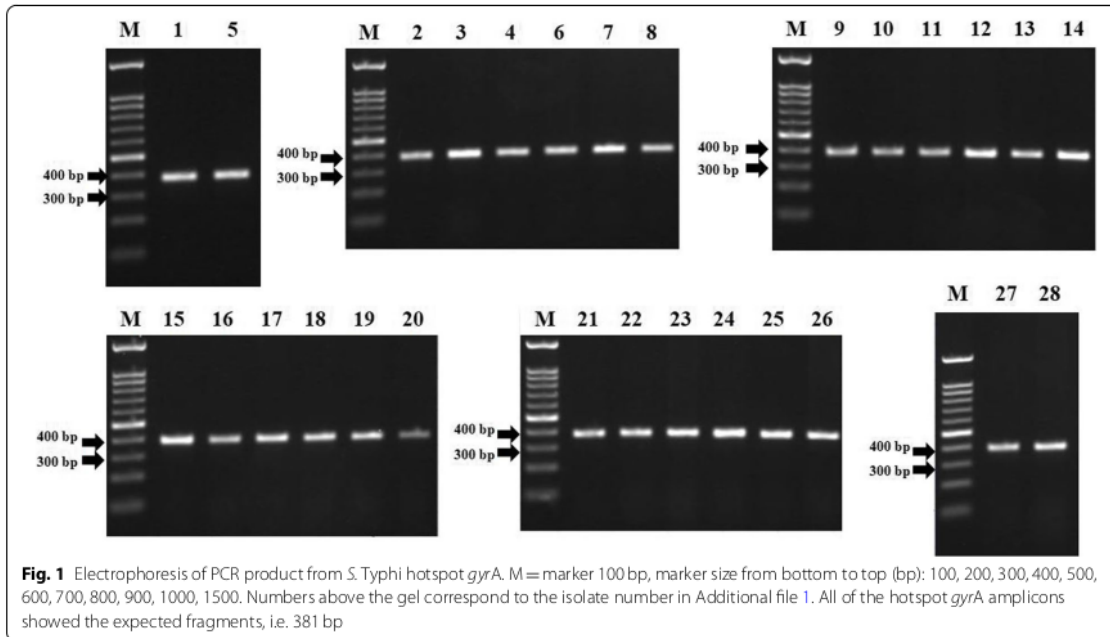 M 1 5
400 bp
300 bp
M 2 3 4 6 7 8
400 bp
300 bp
M 9 10 11 12 13 14
400 bp
300 bp
M 15 16 17 18 19 20
400 bp
300 bp
M 21 22 23 24 25 26
400 bp
300 bp
M 27 28
400 bp
300 bp
Fig. 1 Electrophoresis of PCR product from S. Typhi hotspot gyrA. M = marker 100 bp, marker size from bottom to top (bp): 100, 200, 300, 400, 500,
600, 700, 800, 900, 1000, 1500. Numbers above the gel correspond to the isolate number in Additional file 1. All of the hotspot gyrA amplicons
showed the expected fragments, i.e. 381 bp